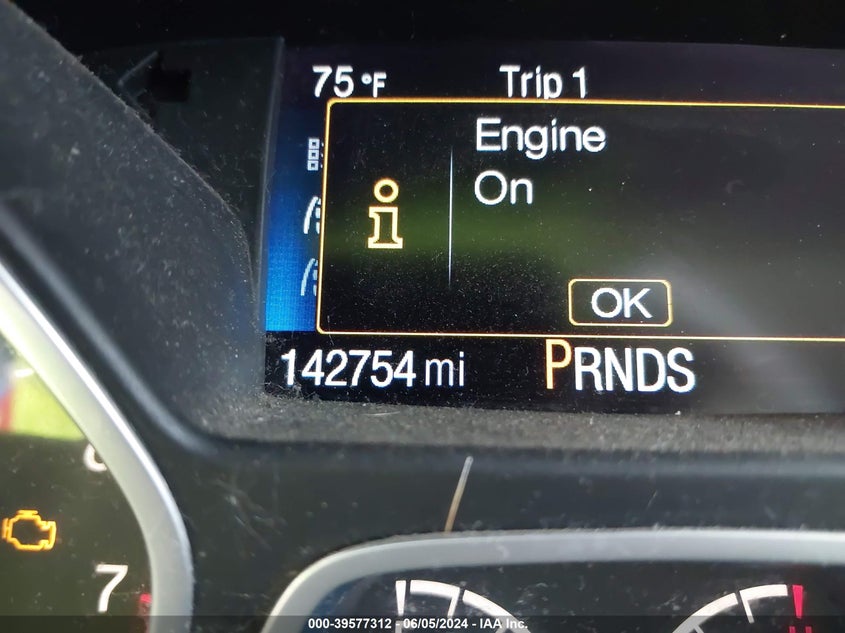 75 °F Trip 1
Engine
On
OK
142754 mi PRNDS
7
000-39577312 | 06/05/2024 - IAA Inc.